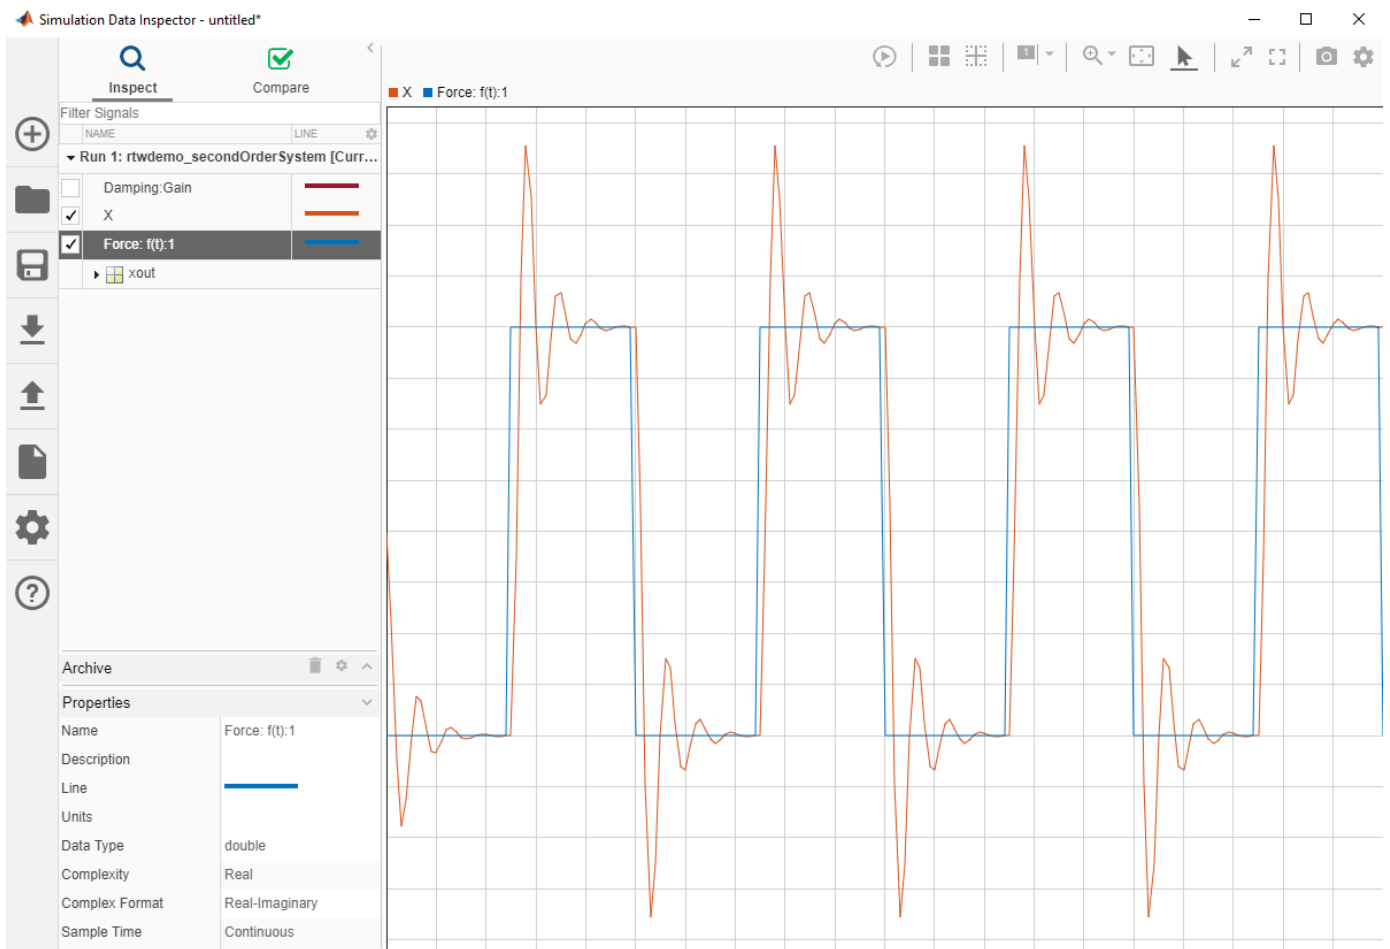 Simulation Data Inspector - untitled*
Inspect
Compare
Filter Signals
NAME
LINE
Run 1: rtwdemo_secondOrderSystem [Curr...
Damping:Gain
X
Force: f(t):1
xout
Archive
Properties
Name
Force: f(t):1
Description
Line
Units
Data Type
double
Complexity
Real
Complex Format
Real-Imaginary
Sample Time
Continuous
1
X
Force: f(t):1